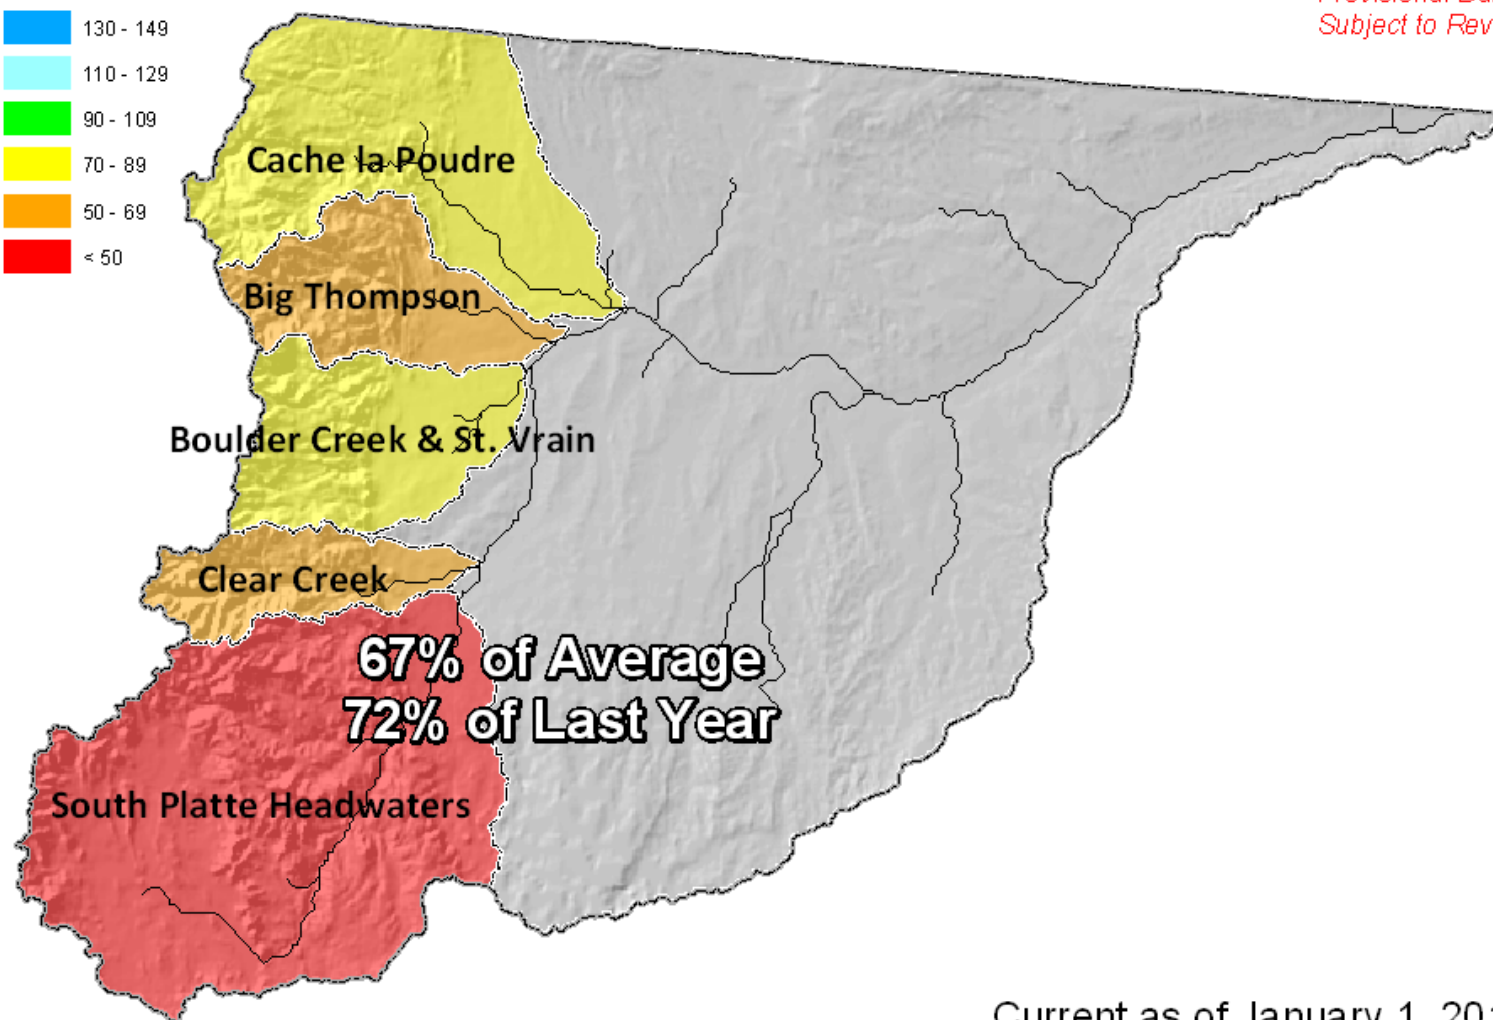 130 - 149
110 - 129
90 - 109
70 - 89
50 - 69
< 50
Subject to
Cache la Poudre
Big Thompson
Boulder Creek & St. Vrain
Clear Creek
67% of Average
72% of Last Year
South Platte Headwaters
Current as of January 1,